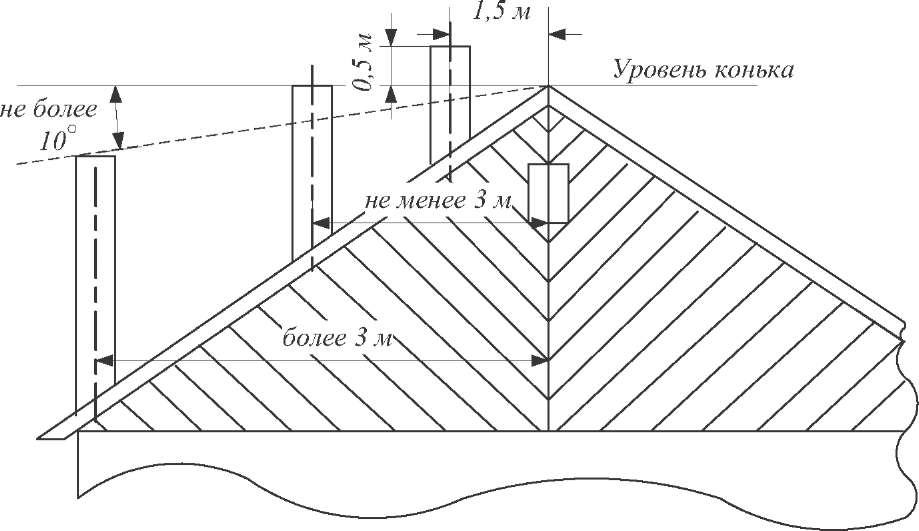 1,5 м
0,5 м
Уровень конька
не более
10°
не менее 3 м
более 3 м